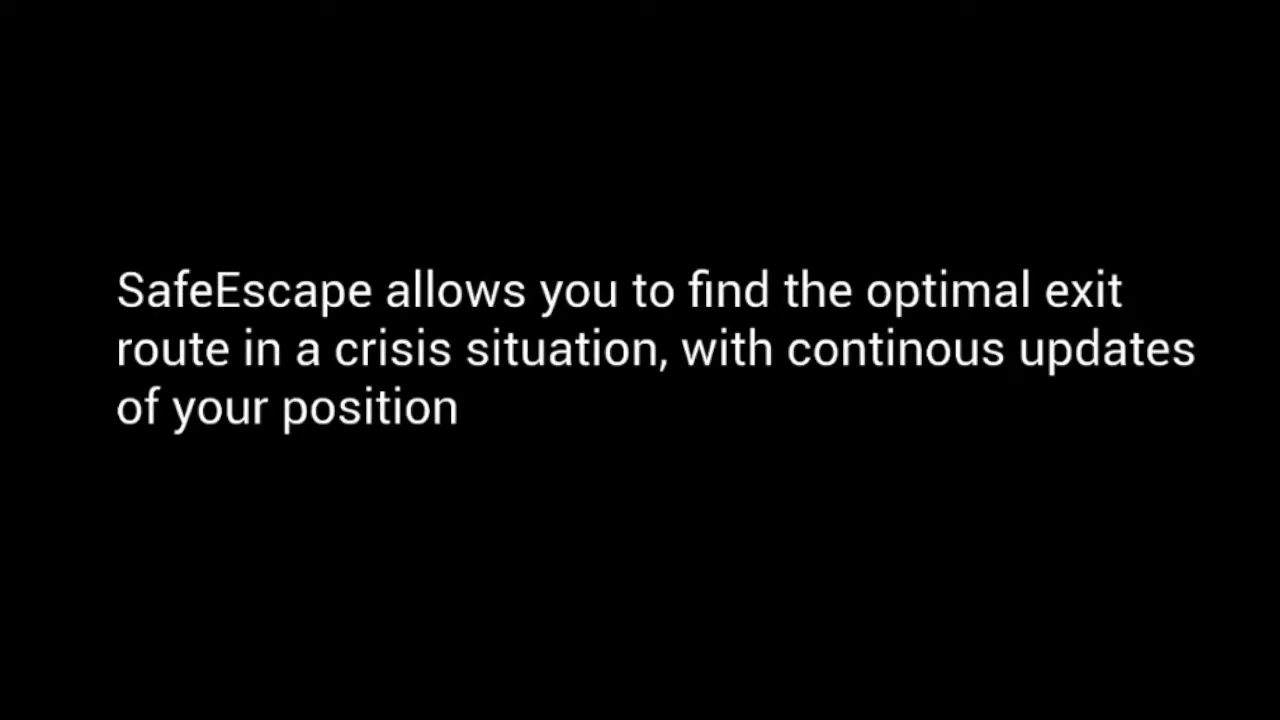 SafeEscape allows you to find the optimal exit
route in a crisis situation, with continous updates
of your position